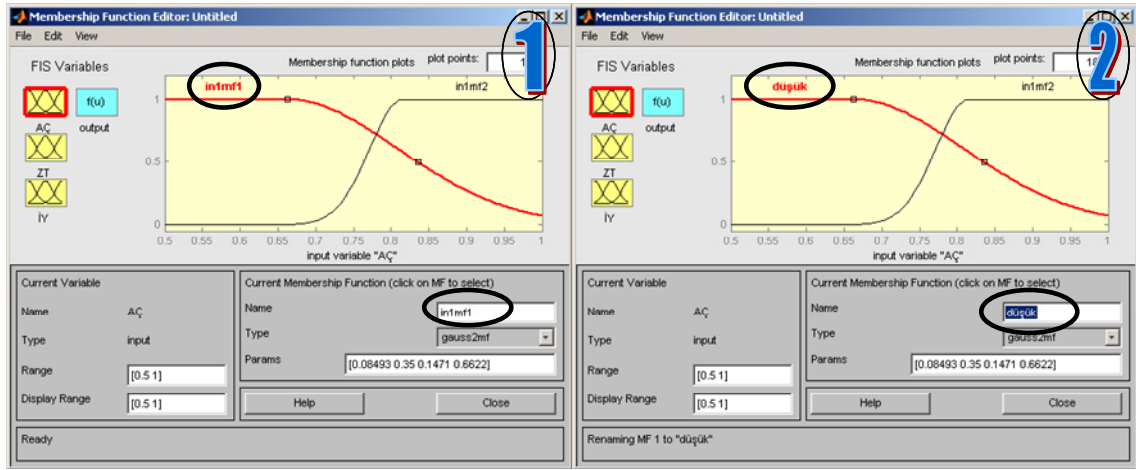 Membership Function Editor: Untitled
File Edit View
FIS Variables
Membership function plots plot points:
1
in1mf1
in1mf2
f(u)
AÇ
output
ZT
İY
1
0.5
0
0.5 0.55 0.6 0.65 0.7 0.75 0.8 0.85 0.9 0.95 1
input variable "AÇ"
Current Variable
Name AÇ
Type input
Range [0.5 1]
Display Range [0.5 1]
Current Membership Function (click on MF to select)
Name in1mf1
Type gauss2mf
Params [0.08493 0.35 0.1471 0.6622]
Help Close
Ready
Membership Function Editor: Untitled
File Edit View
FIS Variables
Membership function plots plot points:
2
düşük
in1mf2
f(u)
AÇ
output
ZT
İY
1
0.5
0
0.5 0.55 0.6 0.65 0.7 0.75 0.8 0.85 0.9 0.95 1
input variable "AÇ"
Current Variable
Name AÇ
Type input
Range [0.5 1]
Display Range [0.5 1]
Current Membership Function (click on MF to select)
Name düşük
Type gauss2mf
Params [0.08493 0.35 0.1471 0.6622]
Help Close
Renaming MF 1 to "düşük"